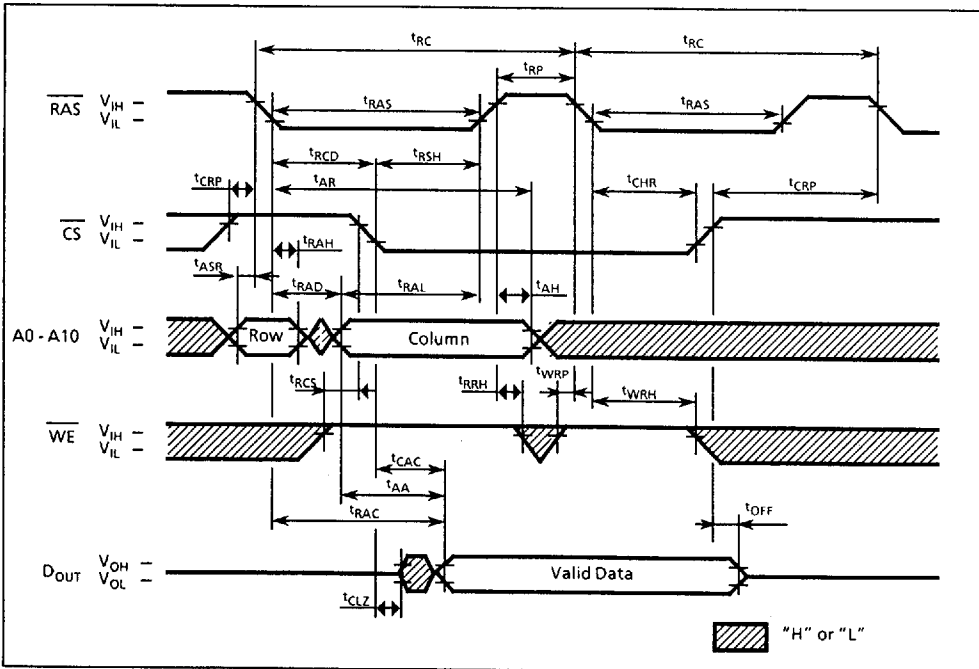 tRC tRC
tRP
RAS VIH –
VIL –
tRAS tRAS
tRCD tRSH
tCRP tAR tCHR tCRP
CS VIH –
VIL –
tRAH
tASR tRAD tRAL tAH
A0 - A10 VIH –
VIL –
Row Column
tRCS tRRH tWRP tWRH
WE VIH –
VIL –
tCAC
tAA
tRAC tOFF
DOUT VOH –
VOL –
Valid Data
tCLZ
"H" or "L"